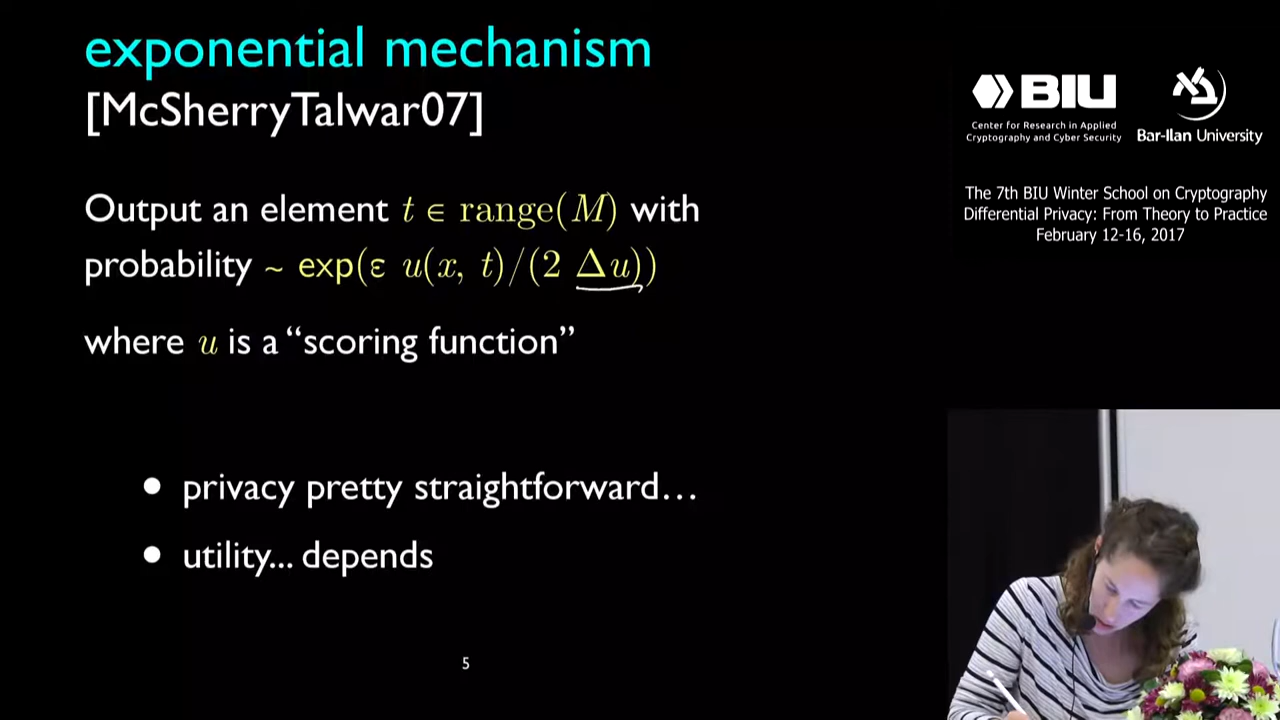 exponential mechanism
[McSherryTalwar07]
Output an element t ∈ range(M) with
probability ~ exp(ε u(x, t)/(2 Δu))
where u is a “scoring function”
• privacy pretty straightforward…
• utility... depends
5
BIU
Center for Research in Applied
Cryptography and Cyber Security
Bar-Ilan University
The 7th BIU Winter School on Cryptography
Differential Privacy: From Theory to Practice
February 12-16, 2017